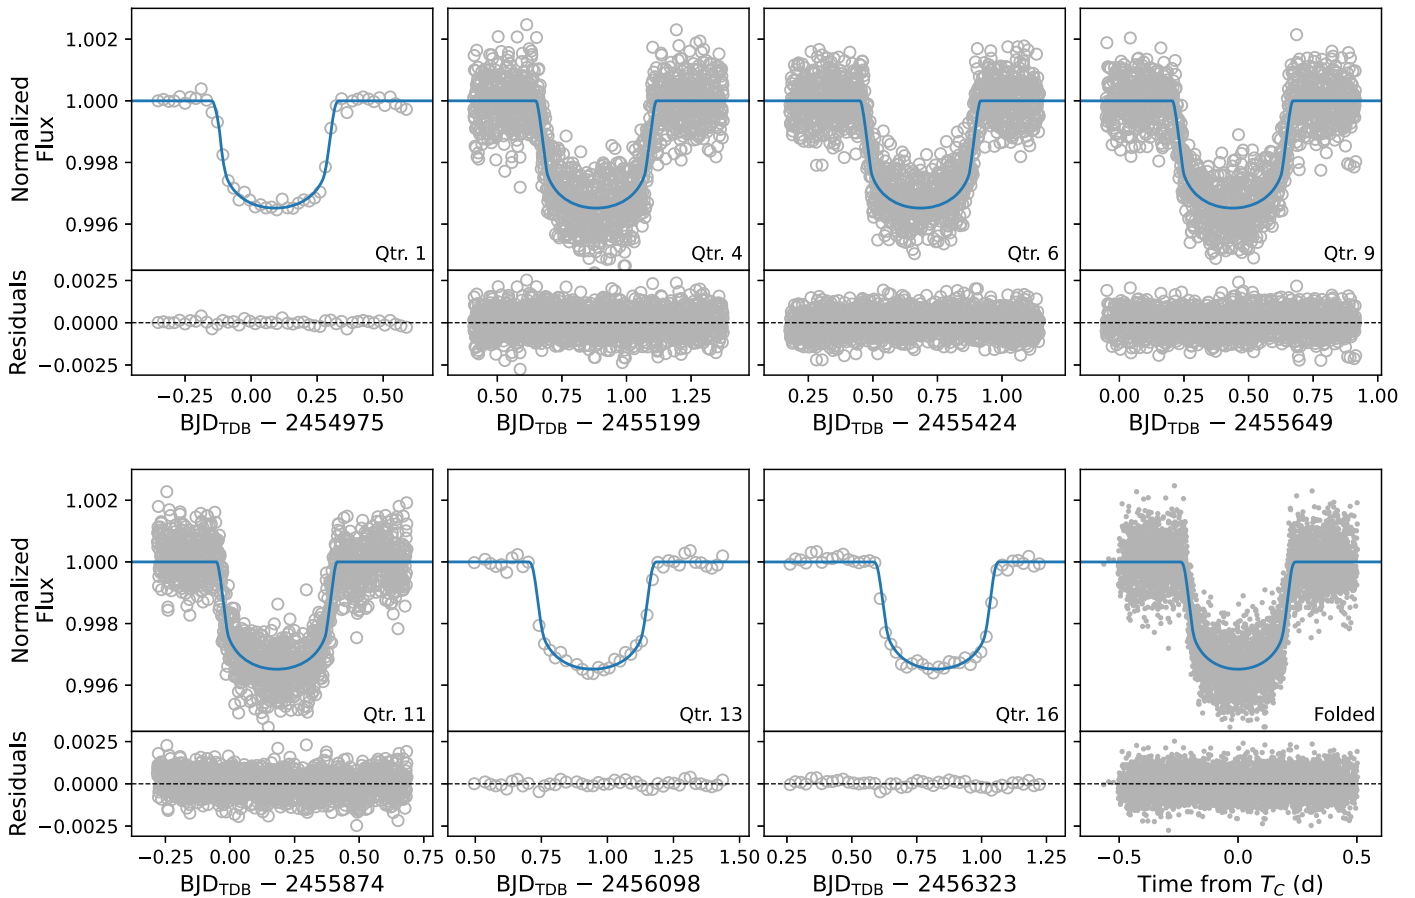 Normalized
Flux
1.002
1.000
0.998
0.996
Qtr. 1
Qtr. 4
Qtr. 6
Qtr. 9
Residuals
0.0025
0.0000
−0.0025
−0.25 0.00 0.25 0.50
0.50 0.75 1.00 1.25
0.25 0.50 0.75 1.00
0.00 0.25 0.50 0.75 1.00
BJD_TDB − 2454975
BJD_TDB − 2455199
BJD_TDB − 2455424
BJD_TDB − 2455649
Normalized
Flux
1.002
1.000
0.998
0.996
Qtr. 11
Qtr. 13
Qtr. 16
Folded
Residuals
0.0025
0.0000
−0.0025
−0.25 0.00 0.25 0.50 0.75
0.50 0.75 1.00 1.25 1.50
0.25 0.50 0.75 1.00 1.25
−0.5 0.0 0.5
BJD_TDB − 2455874
BJD_TDB − 2456098
BJD_TDB − 2456323
Time from T_C (d)